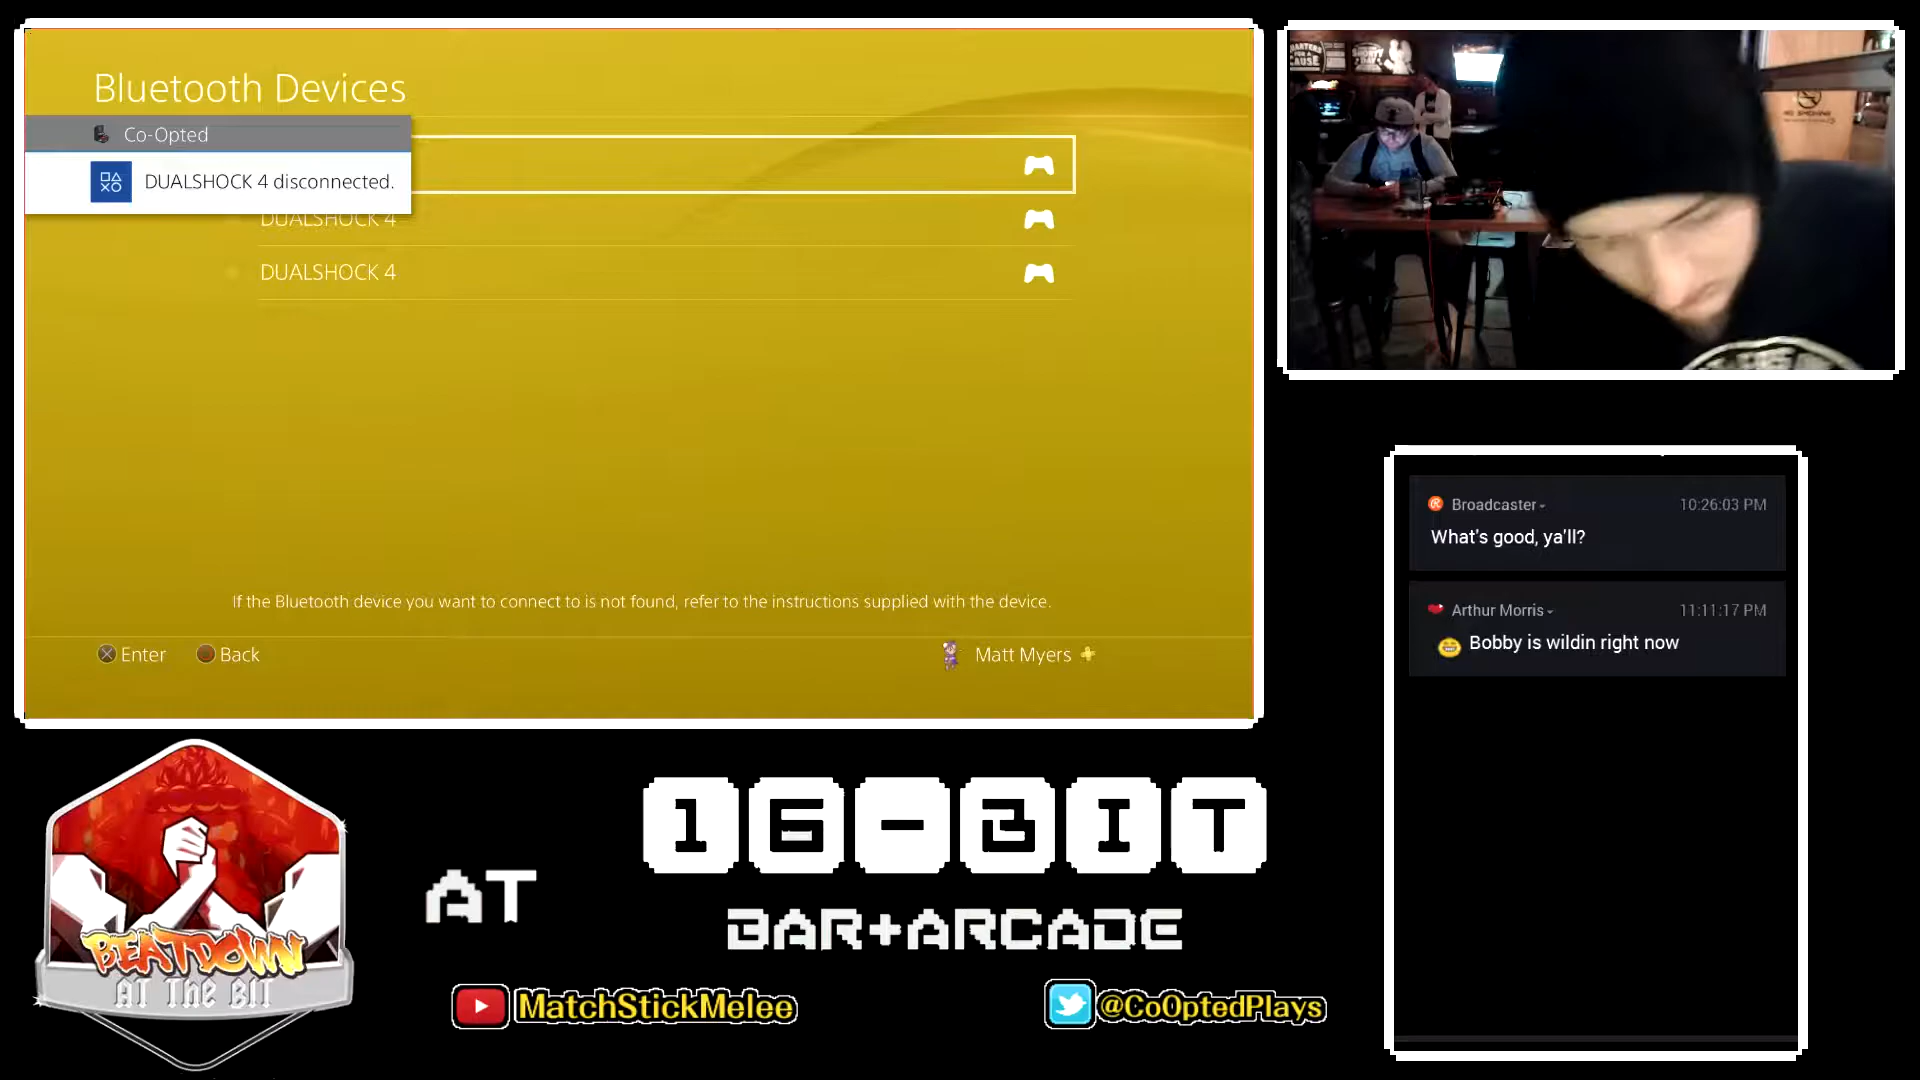 Bluetooth Devices
Co-Opted
DUALSHOCK 4 disconnected.
DUALSHOCK 4
DUALSHOCK 4
If the Bluetooth device you want to connect to is not found, refer to the instructions supplied with the device.
Enter
Back
Matt Myers
Broadcaster
10:26:03 PM
What's good, ya'll?
Arthur Morris
11:11:17 PM
Bobby is wildin right now
BEATDOWN
AT THE BIT
AT
16-BIT
BAR+ARCADE
MatchStickMelee
@CoOptedPlays